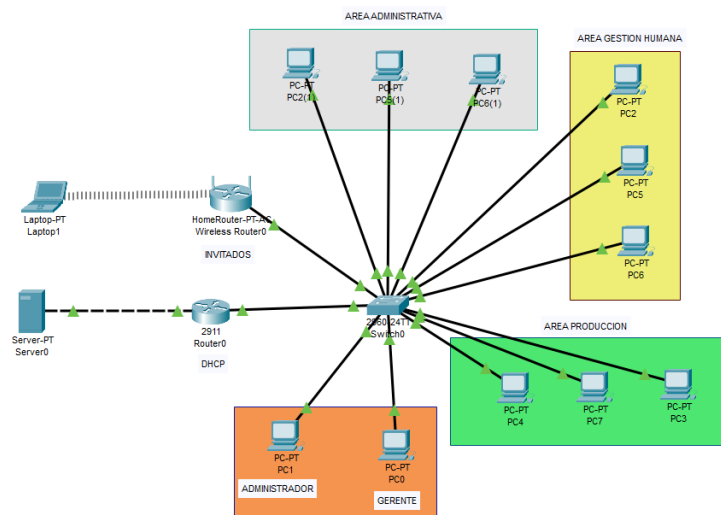 AREA ADMINISTRATIVA
AREA GESTION HUMANA
PC-PT
PC2(1)
PC-PT
PC5(1)
PC-PT
PC6(1)
PC-PT
PC2
PC-PT
PC5
PC-PT
PC6
Laptop-PT
Laptop1
HomeRouter-PT-AC
Wireless Router0
INVITADOS
Server-PT
Server0
2911
Router0
DHCP
2960-24TT
Switch0
AREA PRODUCCION
PC-PT
PC4
PC-PT
PC7
PC-PT
PC3
PC-PT
PC1
ADMINISTRADOR
PC-PT
PC0
GERENTE